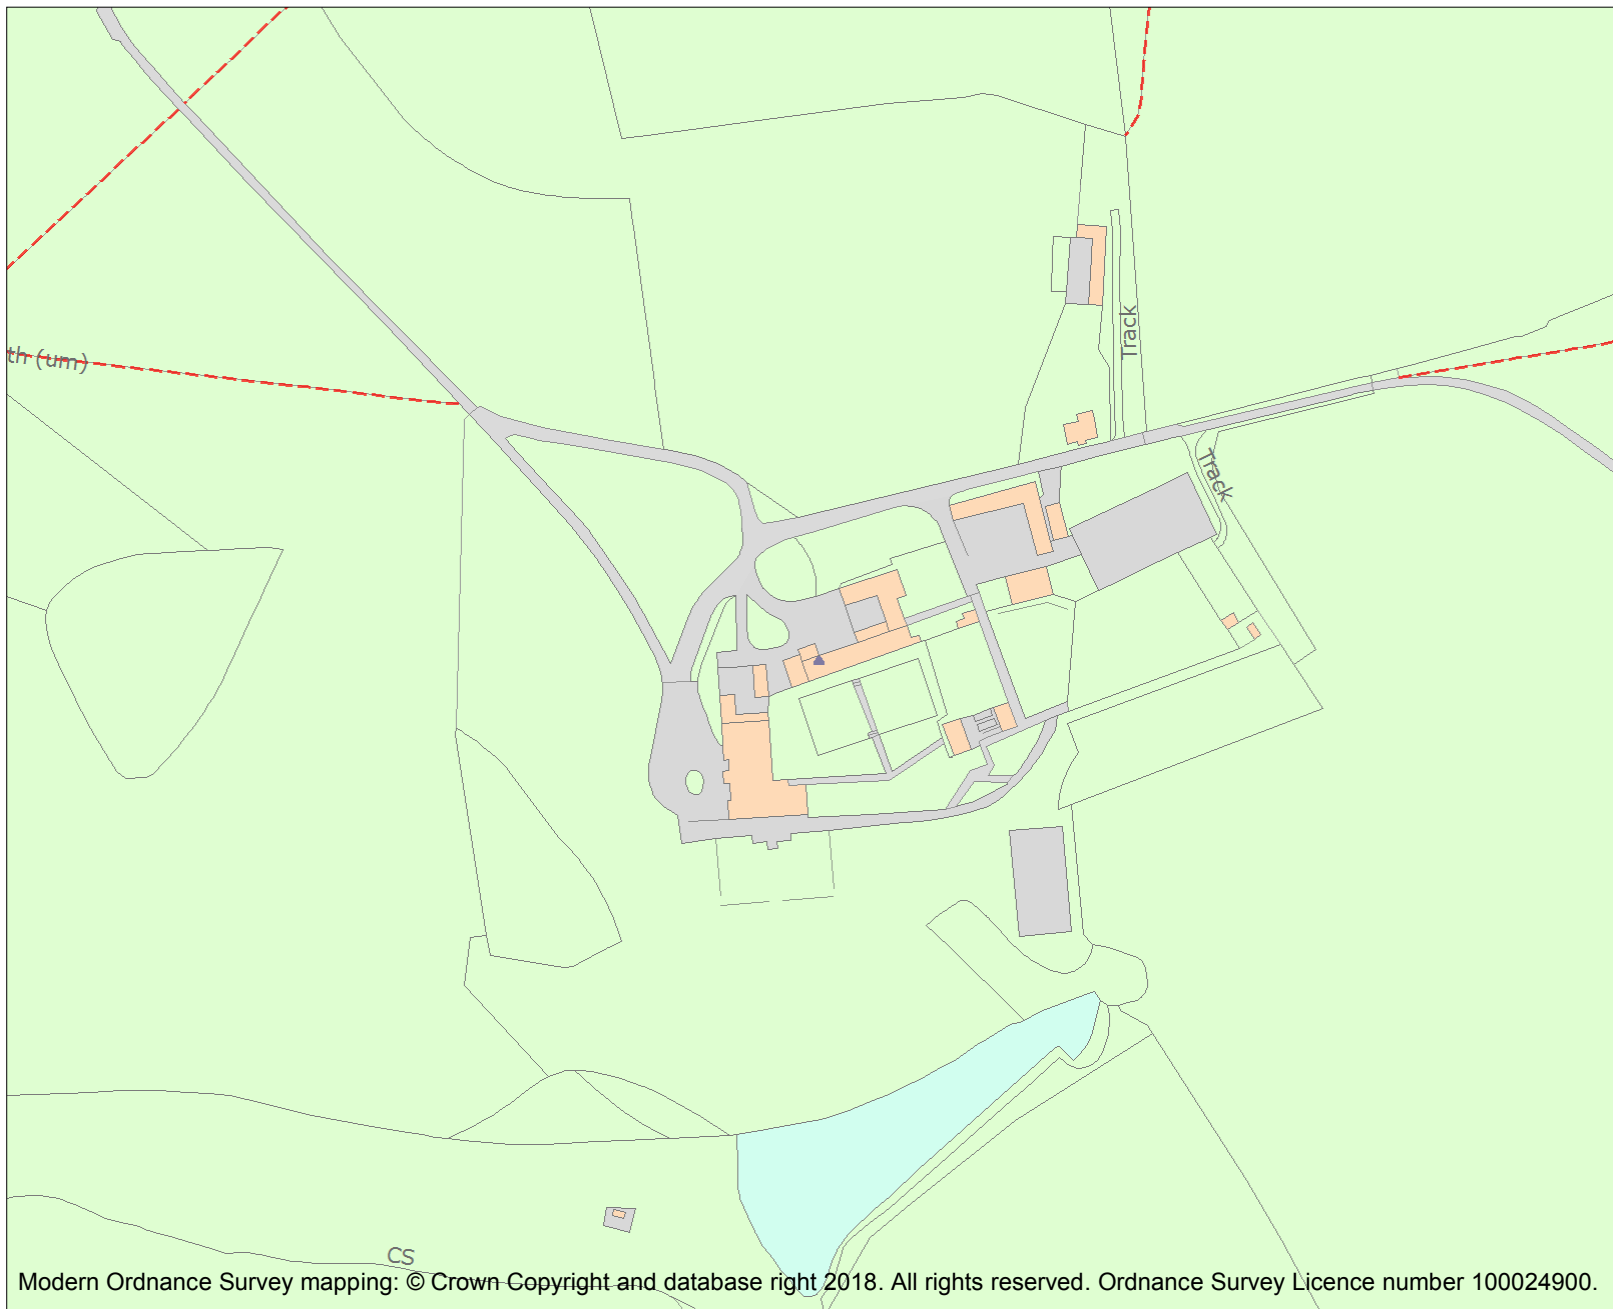 Track
th (um)
Track
CS
Modern Ordnance Survey mapping: © Crown Copyright and database right 2018. All rights reserved. Ordnance Survey Licence number 100024900.